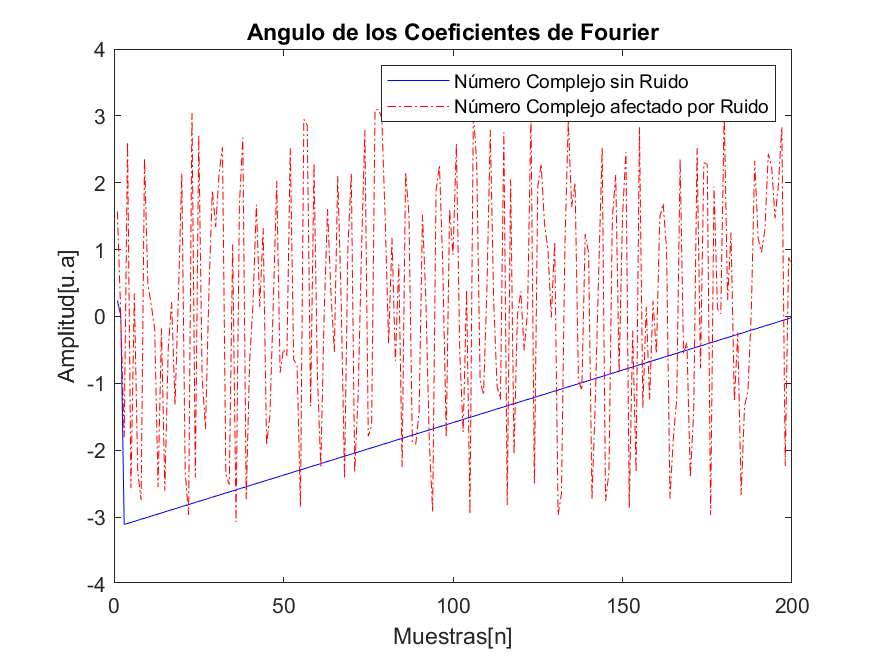 Angulo de los Coeficientes de Fourier
Número Complejo sin Ruido
Número Complejo afectado por Ruido
Amplitud[u.a]
4
3
2
1
0
-1
-2
-3
-4
0
50
100
150
200
Muestras[n]